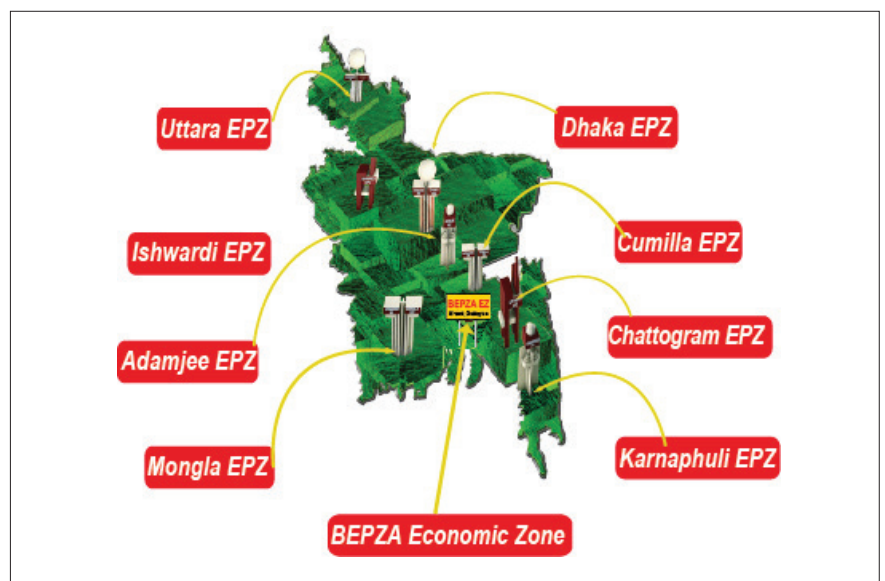 Uttara EPZ
Dhaka EPZ
Ishwardi EPZ
Cumilla EPZ
BEPZA EZ
Adamjee EPZ
Chattogram EPZ
Mongla EPZ
Karnaphuli EPZ
BEPZA Economic Zone